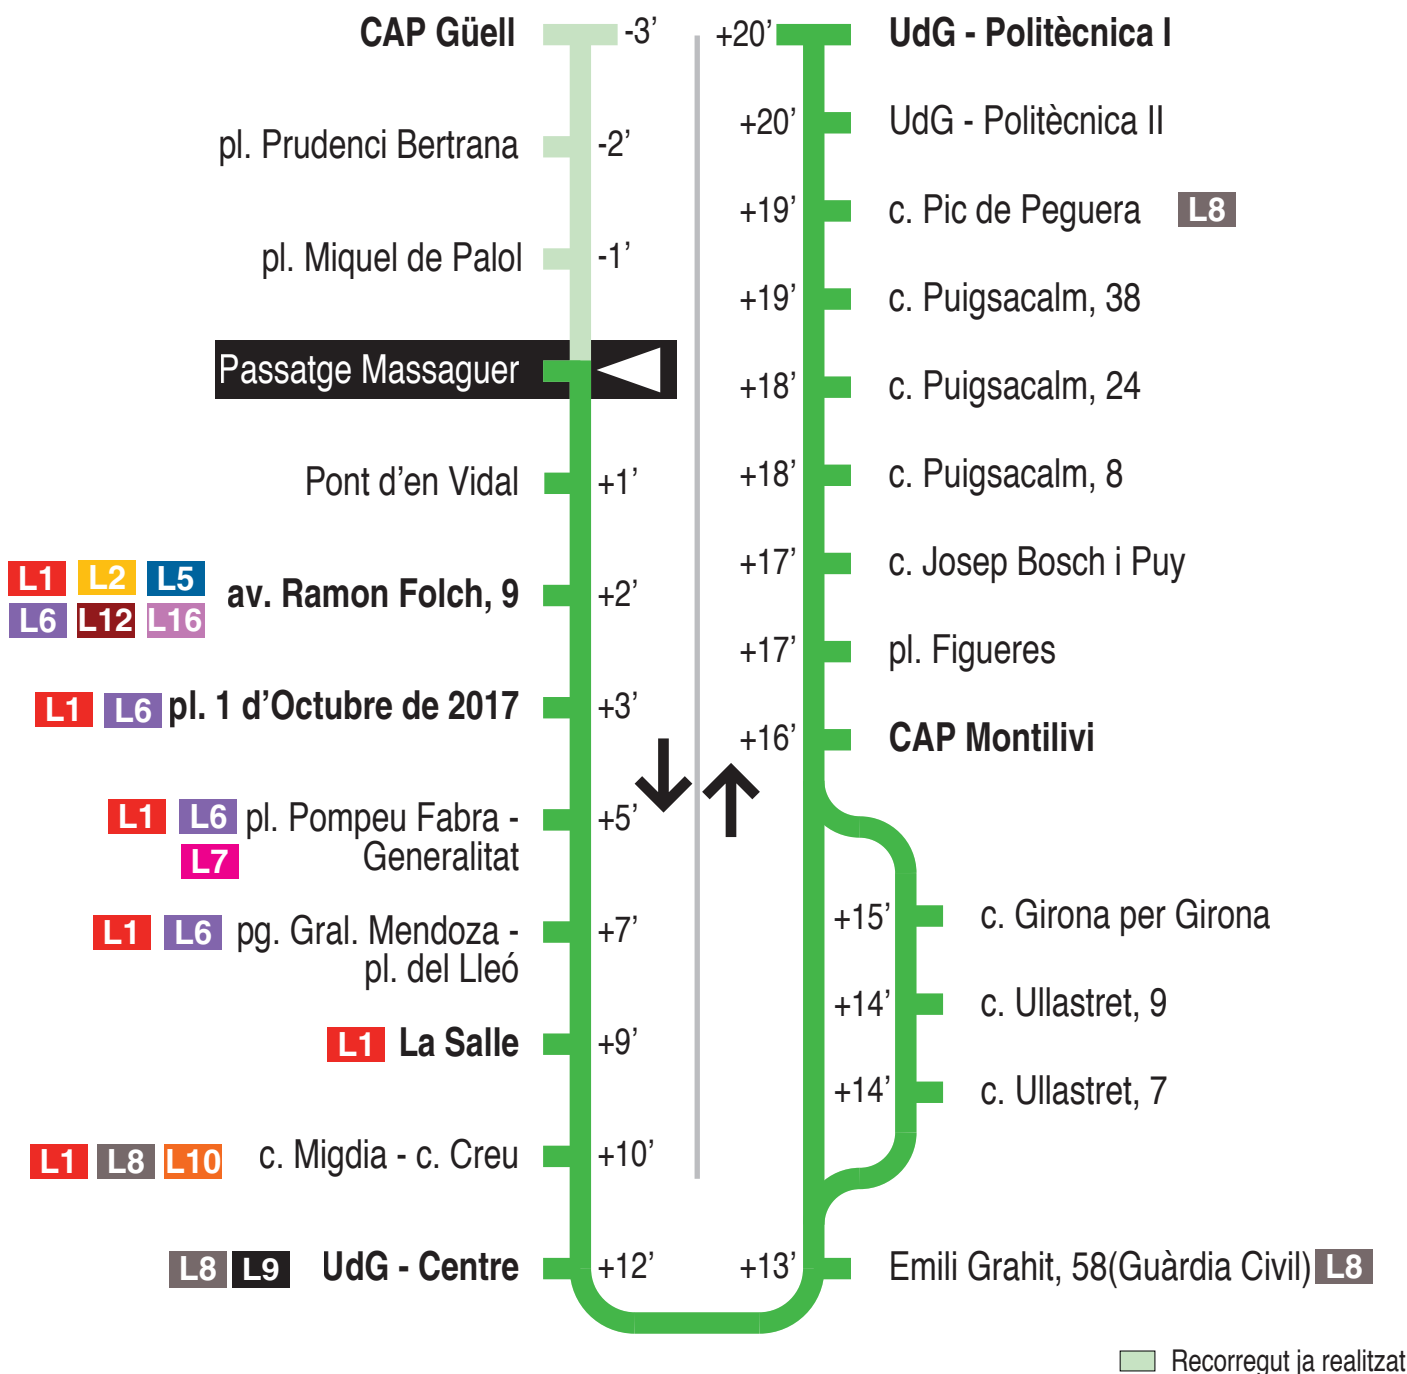 CAP Güell -3’
pl. Prudenci Bertrana -2’
pl. Miquel de Palol -1’
Passatge Massaguer
Pont d’en Vidal +1’
L1 L2 L5
L6 L12 L16
av. Ramon Folch, 9 +2’
L1 L6 pl. 1 d’Octubre de 2017 +3’
L1 L6 pl. Pompeu Fabra - +5’
L7 Generalitat
L1 L6 pg. Gral. Mendoza - +7’
pl. del Lleó
L1 La Salle +9’
L1 L8 L10 c. Migdia - c. Creu +10’
L8 L9 UdG - Centre +12’
+20’ UdG - Politècnica I
+20’ UdG - Politècnica II
+19’ c. Pic de Peguera L8
+19’ c. Puigsacalm, 38
+18’ c. Puigsacalm, 24
+18’ c. Puigsacalm, 8
+17’ c. Josep Bosch i Puy
+17’ pl. Figueres
+16’ CAP Montilivi
+15’ c. Girona per Girona
+14’ c. Ullastret, 9
+14’ c. Ullastret, 7
+13’ Emili Grahit, 58(Guàrdia Civil) L8
Recorregut ja realitzat